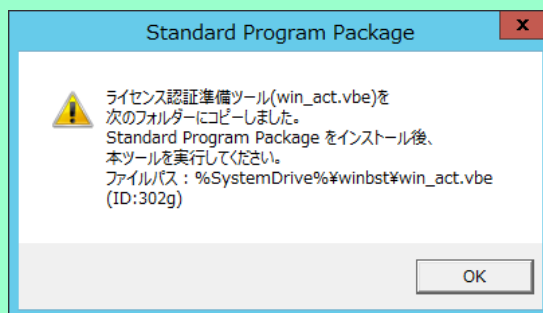 Standard Program Package
x
ライセンス認証準備ツール(win_act.vbe)を
次のフォルダーにコピーしました。
Standard Program Package をインストール後、
本ツールを実行してください。
ファイルパス : %SystemDrive%¥winbst¥win_act.vbe
(ID:302g)
OK